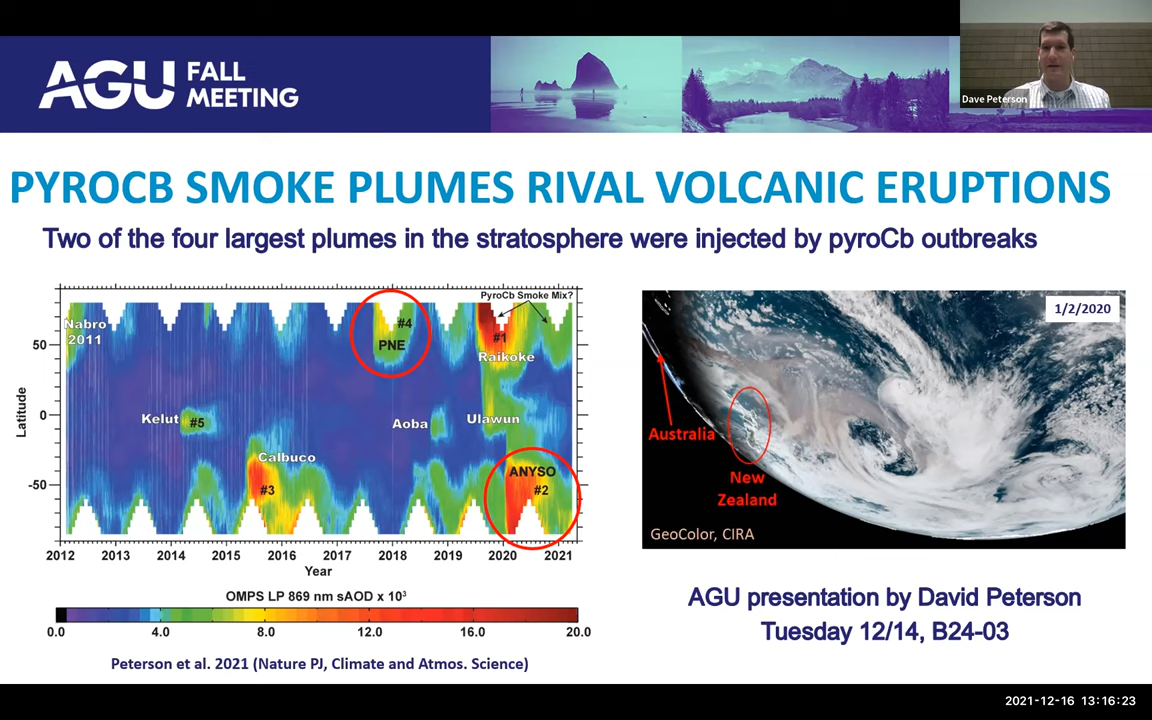 AGU FALL
MEETING
Dave Peterson
PYROCB SMOKE PLUMES RIVAL VOLCANIC ERUPTIONS
Two of the four largest plumes in the stratosphere were injected by pyroCb outbreaks
PyroCb Smoke Mix?
Nabro
2011
#4
PNE
#1
Raikoke
Kelut
#5
Aoba
Ulawun
Calbuco
#3
ANYSO
#2
50
0
-50
Latitude
2012 2013 2014 2015 2016 2017 2018 2019 2020 2021
Year
OMPS LP 869 nm sAOD x 10³
0.0 4.0 8.0 12.0 16.0 20.0
Peterson et al. 2021 (Nature PJ, Climate and Atmos. Science)
1/2/2020
Australia
New
Zealand
GeoColor, CIRA
AGU presentation by David Peterson
Tuesday 12/14, B24-03
2021-12-16 13:16:23